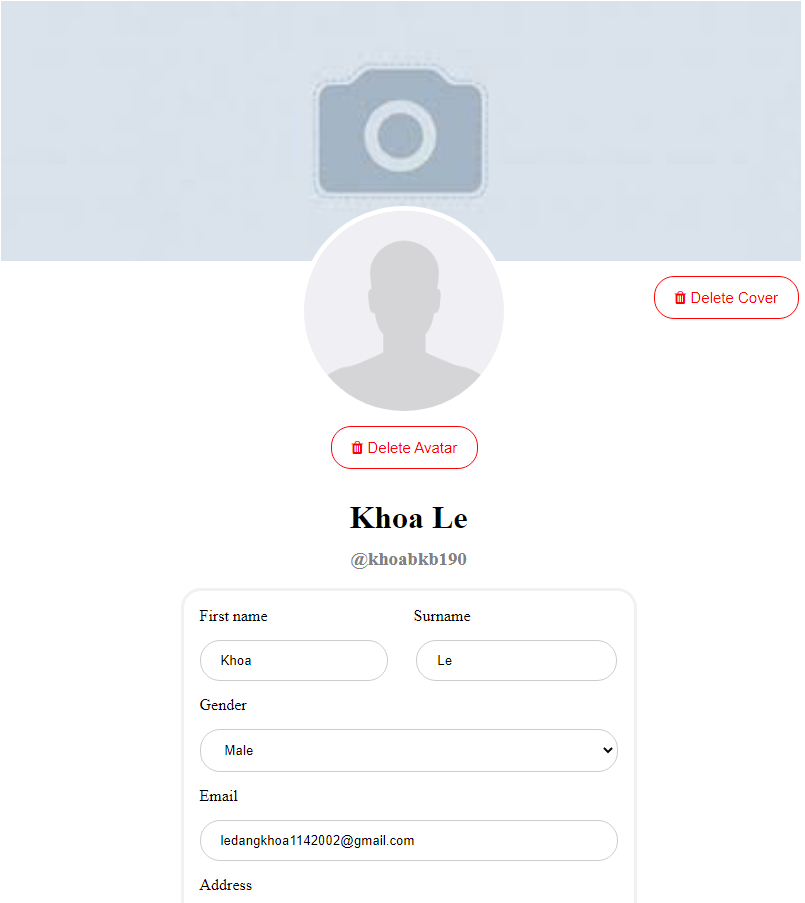 Delete Cover
Delete Avatar
Khoa Le
@khoabkb190
First name Surname
Khoa Le
Gender
Male
Email
ledangkhoa1142002@gmail.com
Address